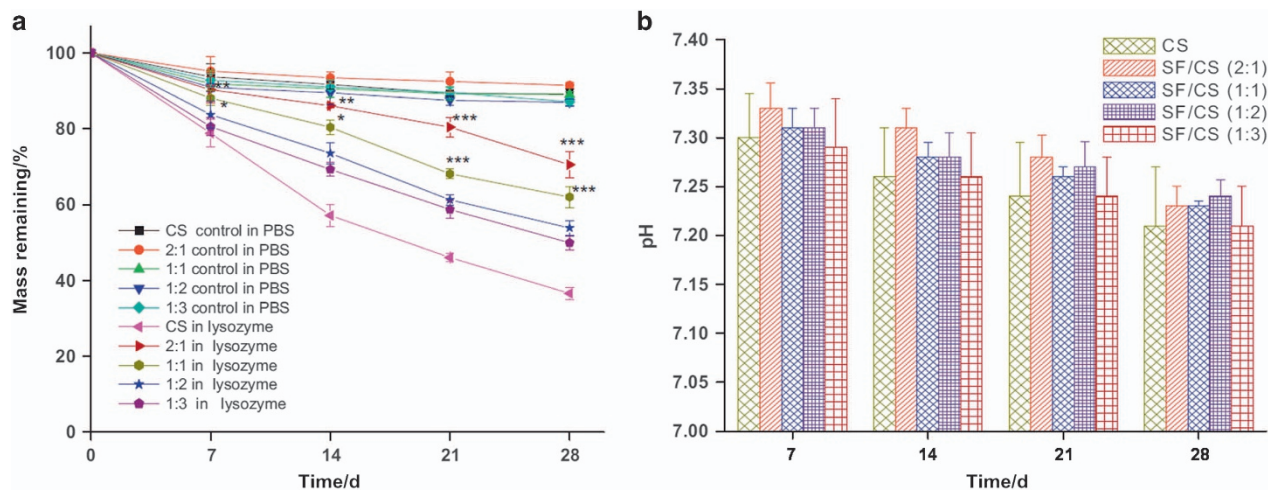 a
100
80
60
40
20
0
Mass remaining/%
**
*
**
*
***
***
***
***
CS control in PBS
2:1 control in PBS
1:1 control in PBS
1:2 control in PBS
1:3 control in PBS
CS in lysozyme
2:1 in lysozyme
1:1 in lysozyme
1:2 in lysozyme
1:3 in lysozyme
0 7 14 21 28
Time/d
b
7.40
7.35
7.30
7.25
7.20
7.15
7.10
7.05
7.00
pH
CS
SF/CS (2:1)
SF/CS (1:1)
SF/CS (1:2)
SF/CS (1:3)
7 14 21 28
Time/d